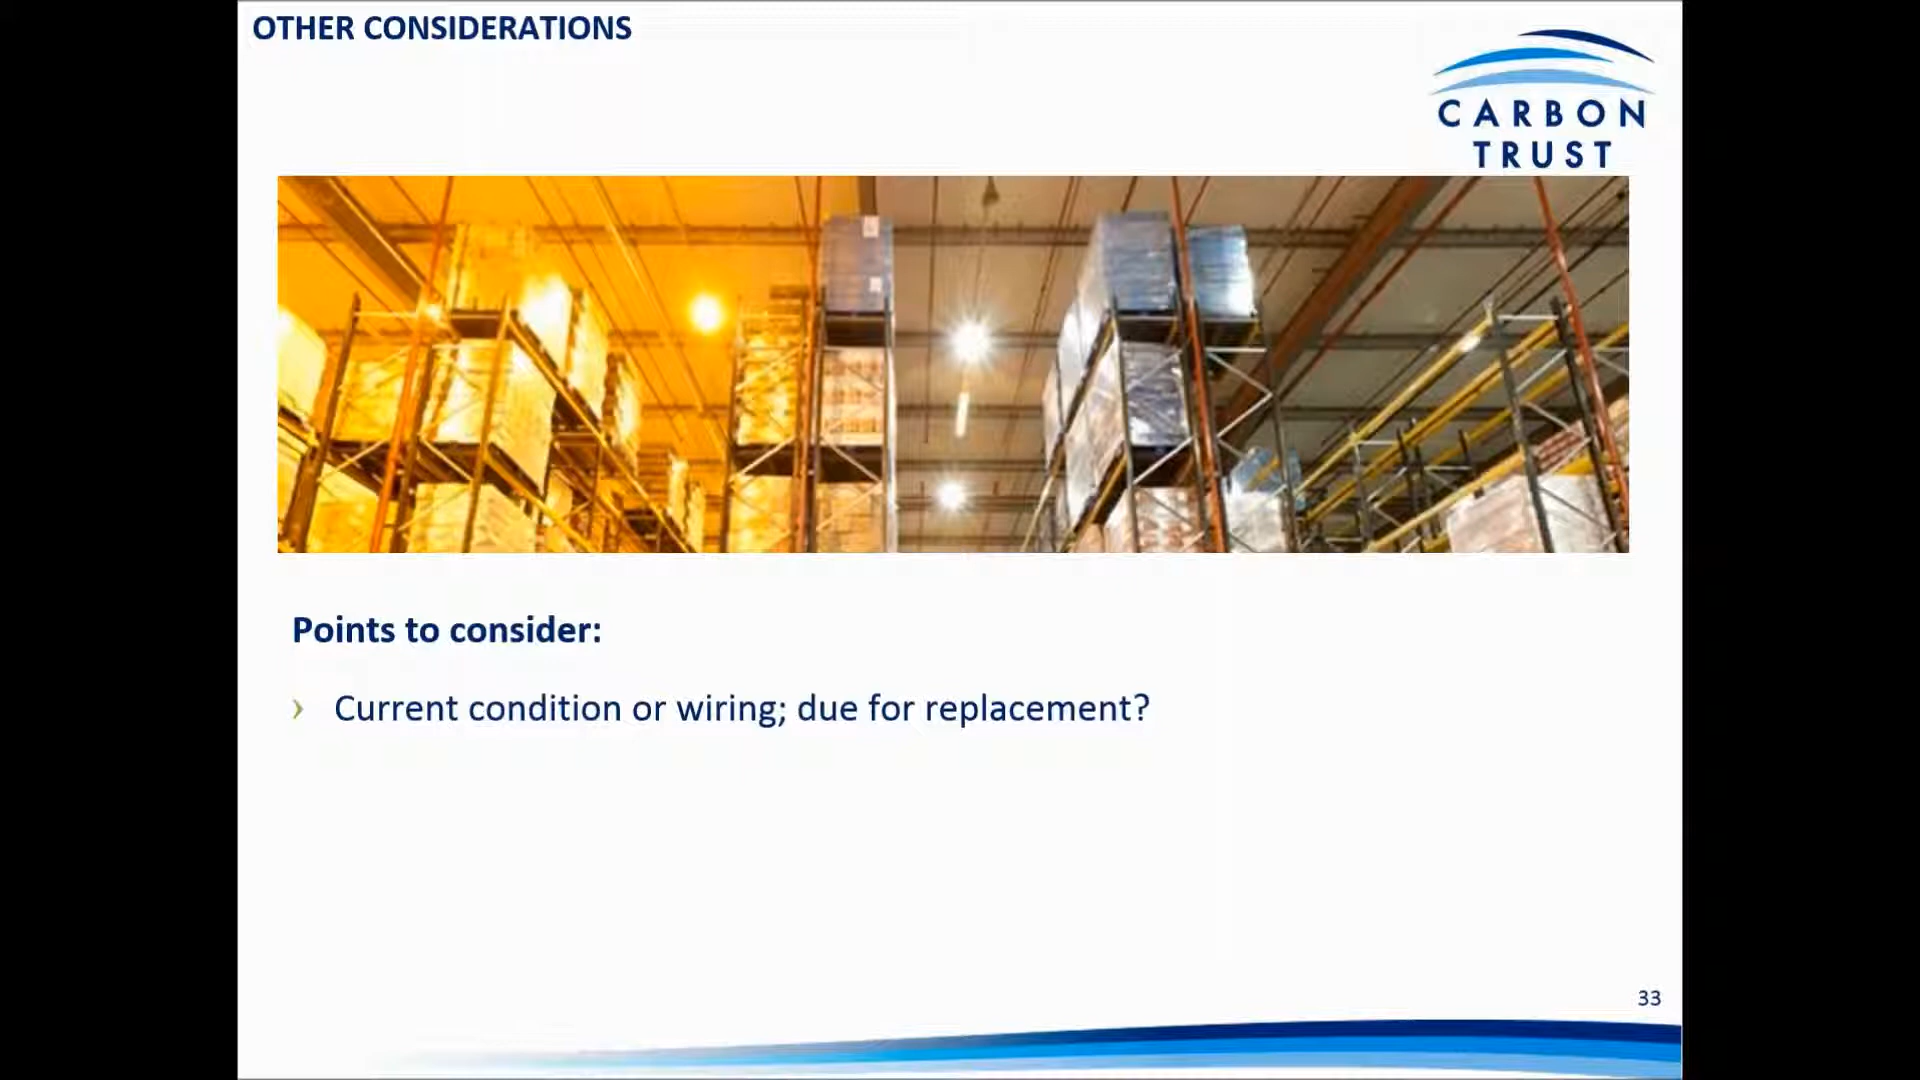 OTHER CONSIDERATIONS
CARBON
TRUST
Points to consider:
› Current condition or wiring; due for replacement?
33